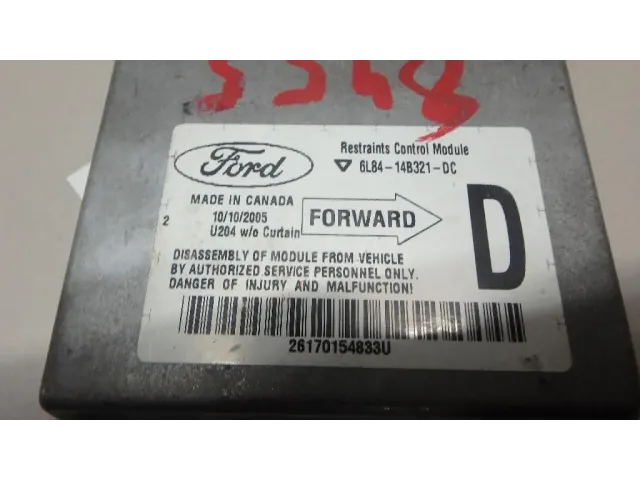 5348
Ford
Restraints Control Module
6L84-14B321-DC
MADE IN CANADA
10/10/2005
2
U204 w/o Curtain
FORWARD
D
DISASSEMBLY OF MODULE FROM VEHICLE
BY AUTHORIZED SERVICE PERSONNEL ONLY.
DANGER OF INJURY AND MALFUNCTION!
26170154833U